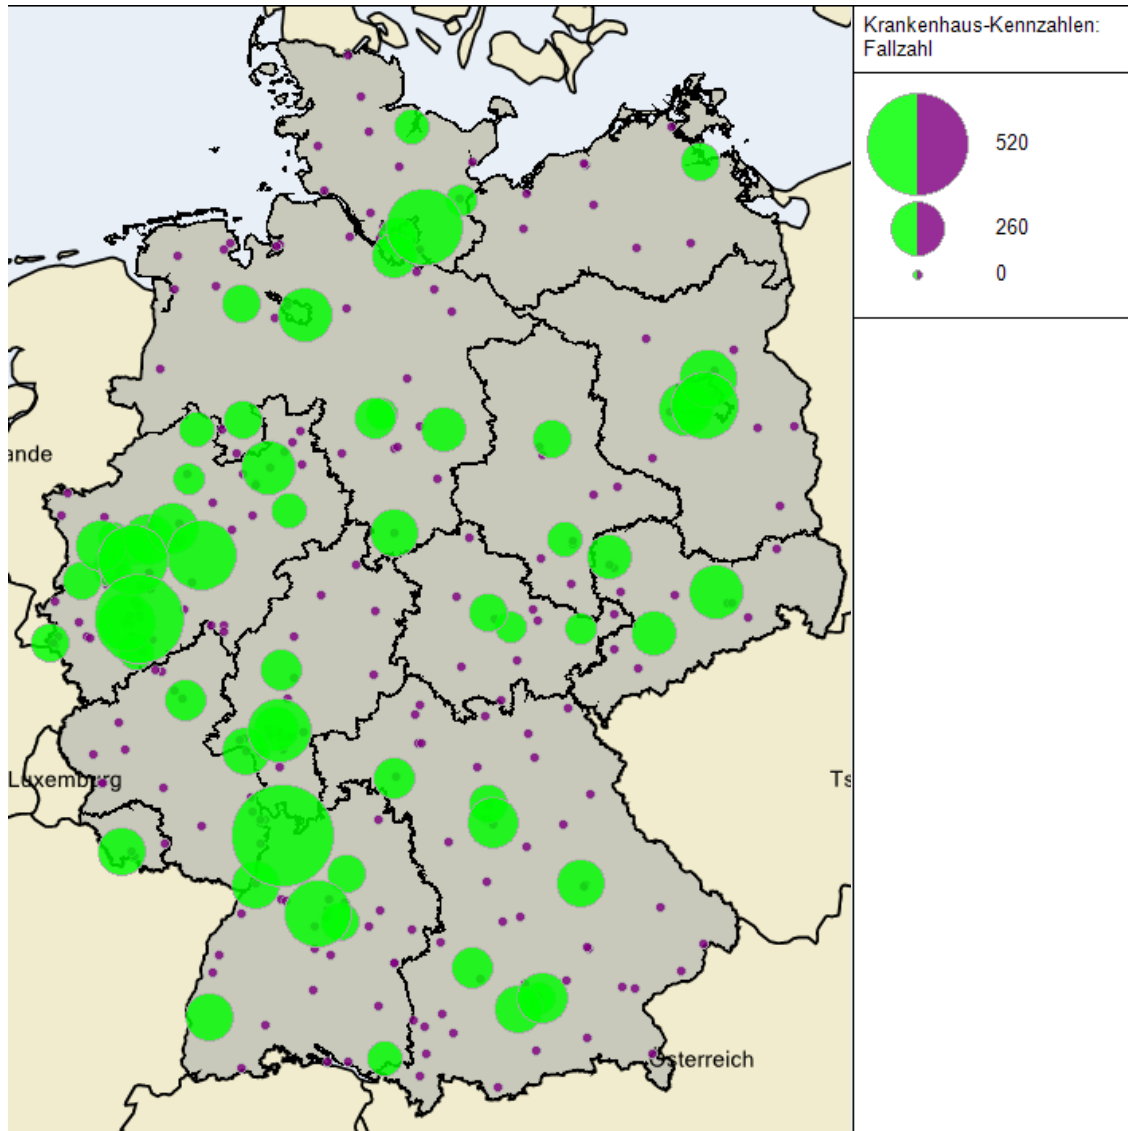 Krankenhaus-Kennzahlen:
Fallzahl
520
260
0
ande
Luxemburg
Ts
Österreich